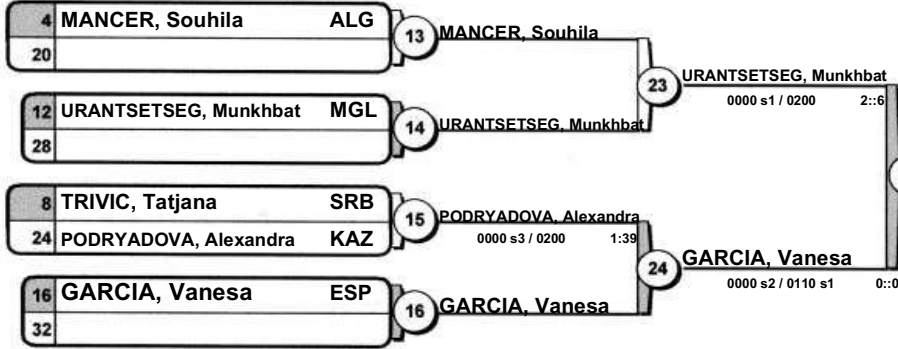 4 MANCER, Souhila ALG
20
13 MANCER, Souhila
12 URANTSETSEG, Munkhbat MGL
28
14 URANTSETSEG, Munkhbat
23 URANTSETSEG, Munkhbat
0000 s1 / 0200 2::6
8 TRIVIC, Tatjana SRB
24 PODRYADOVA, Alexandra KAZ
15 PODRYADOVA, Alexandra
0000 s3 / 0200 1:39
16 GARCIA, Vanesa ESP
32
16 GARCIA, Vanesa
24 GARCIA, Vanesa
0000 s2 / 0110 s1 0::0